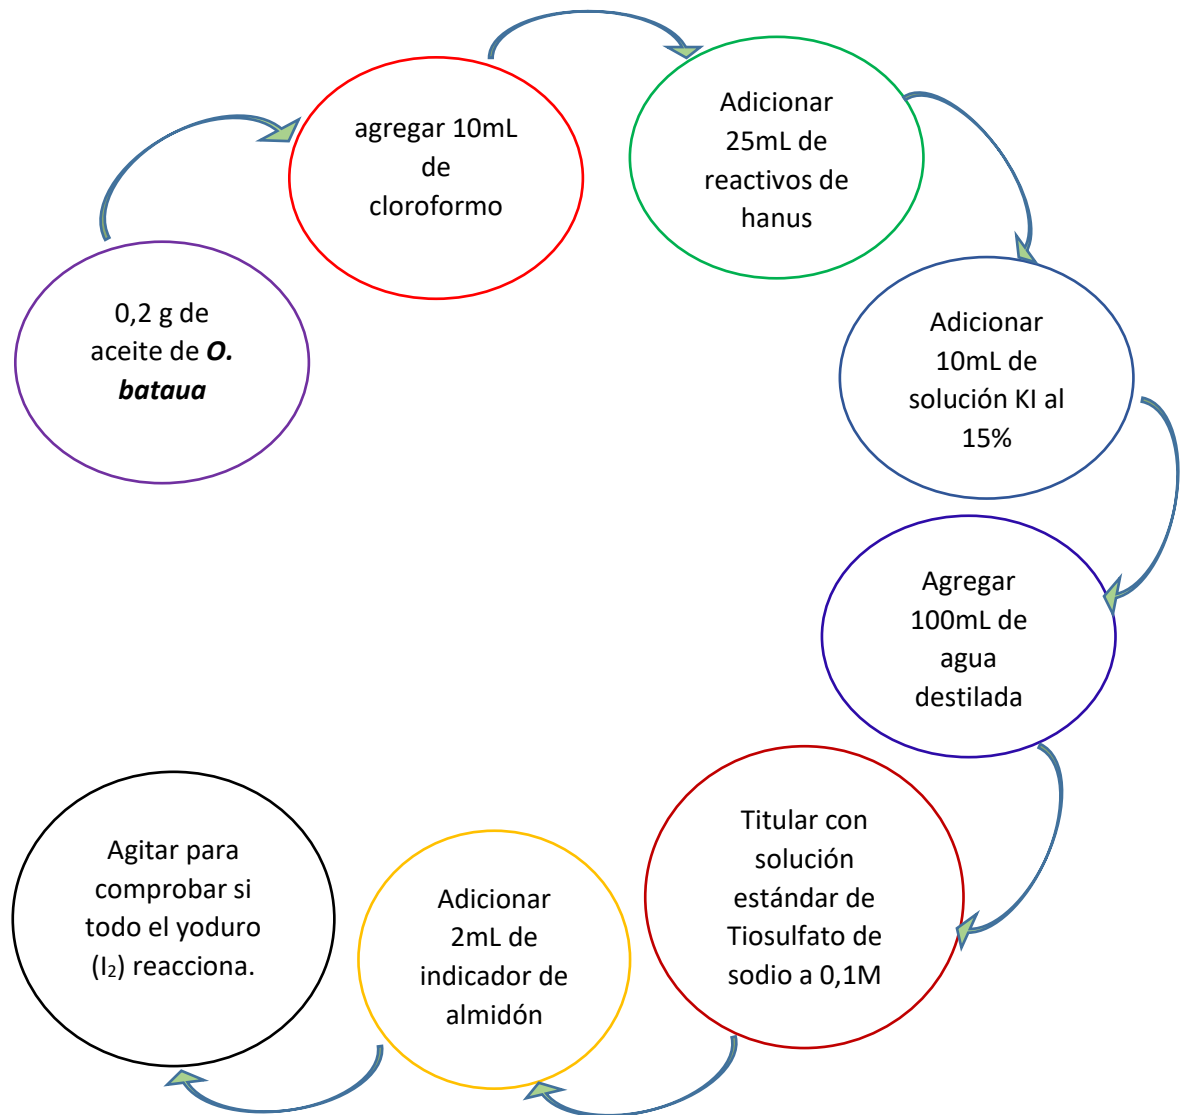 0,2 g de
aceite de O.
bataua
agregar 10mL
de
cloroformo
Adicionar
25mL de
reactivos de
hanus
Adicionar
10mL de
solución KI al
15%
Agregar
100mL de
agua
destilada
Titular con
solución
estándar de
Tiosulfato de
sodio a 0,1M
Adicionar
2mL de
indicador de
almidón
Agitar para
comprobar si
todo el yoduro
(I₂) reacciona.